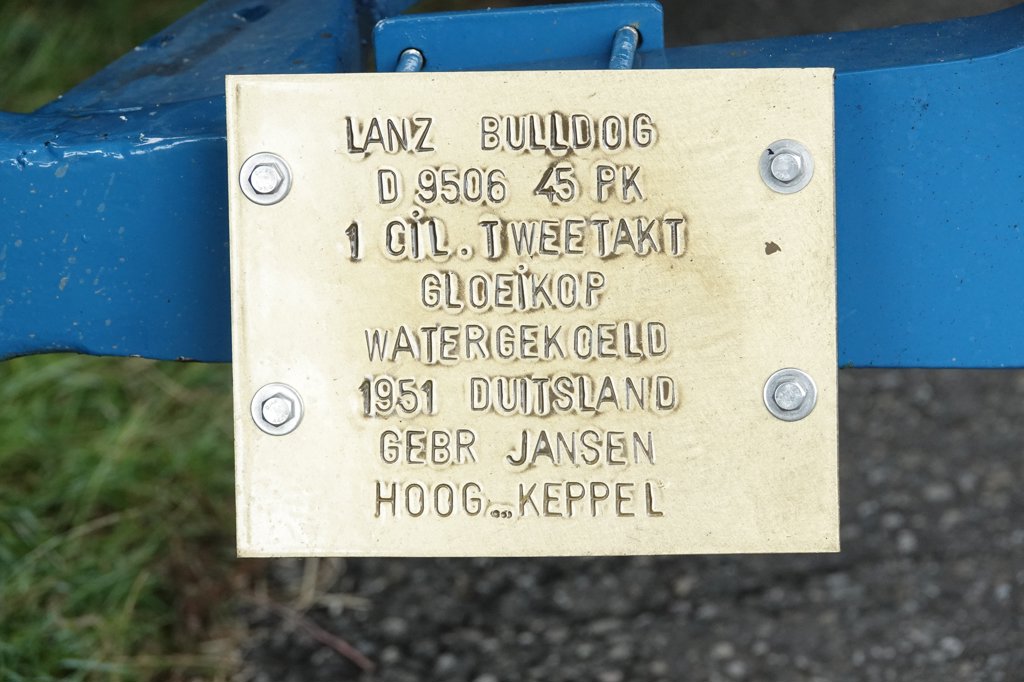 LANZ BULLDOG
D 9506 45 PK
1 CiL. TWEETAKT
GLOEiKOP
WATERGEKOELD
1951 DUITSLAND
GEBR JANSEN
HOOG-KEPPEL